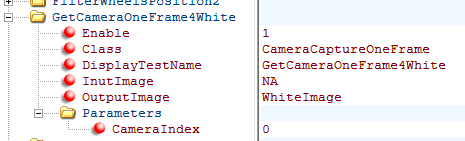 FilterWheelsPosition2
GetCameraOneFrame4White
Enable 1
Class CameraCaptureOneFrame
DisplayTestName GetCameraOneFrame4White
InutImage NA
OutputImage WhiteImage
Parameters
CameraIndex 0